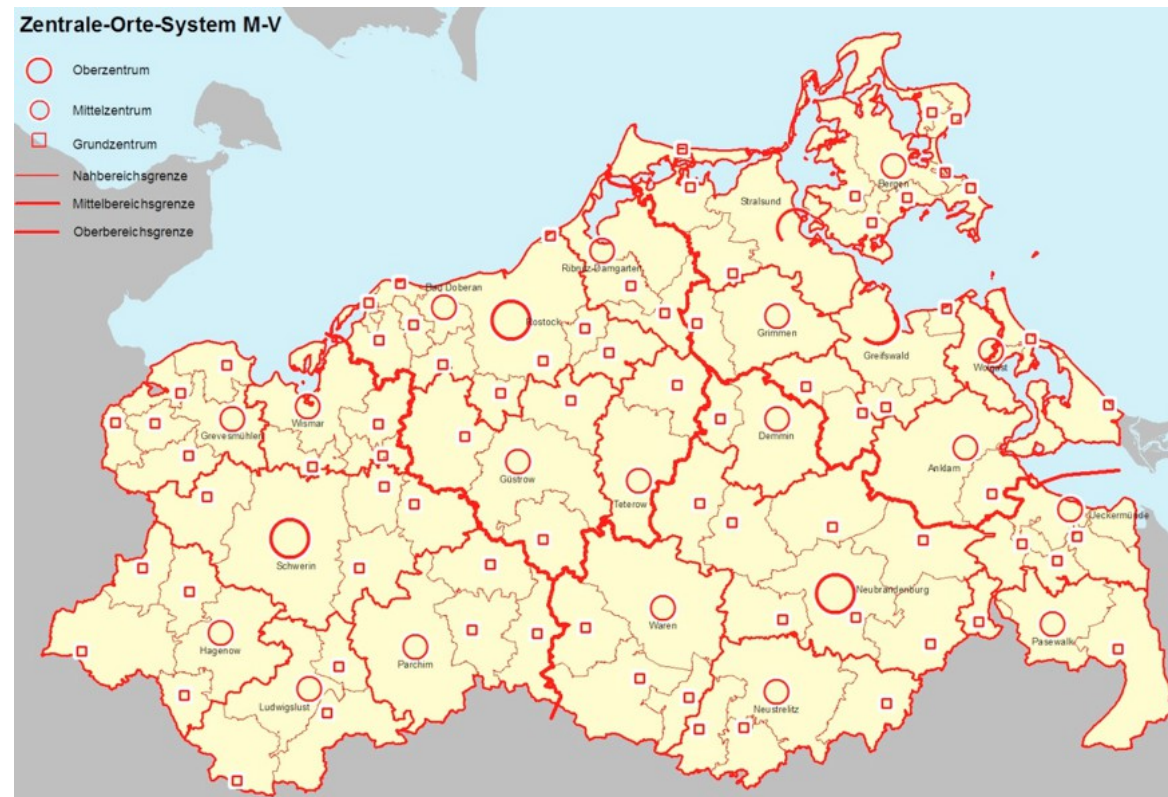 Zentrale-Orte-System M-V
Oberzentrum
Mittelzentrum
Grundzentrum
Nahbereichsgrenze
Mittelbereichsgrenze
Oberbereichsgrenze
Bergen
Stralsund
Ribnitz-Damgarten
Bad Doberan
Rostock
Grimmen
Greifswald
Wolgast
Grevesmühlen
Wismar
Demmin
Güstrow
Anklam
Teterow
Ueckermünde
Schwerin
Neubrandenburg
Waren
Hagenow
Pasewalk
Parchim
Ludwigslust
Neustrelitz